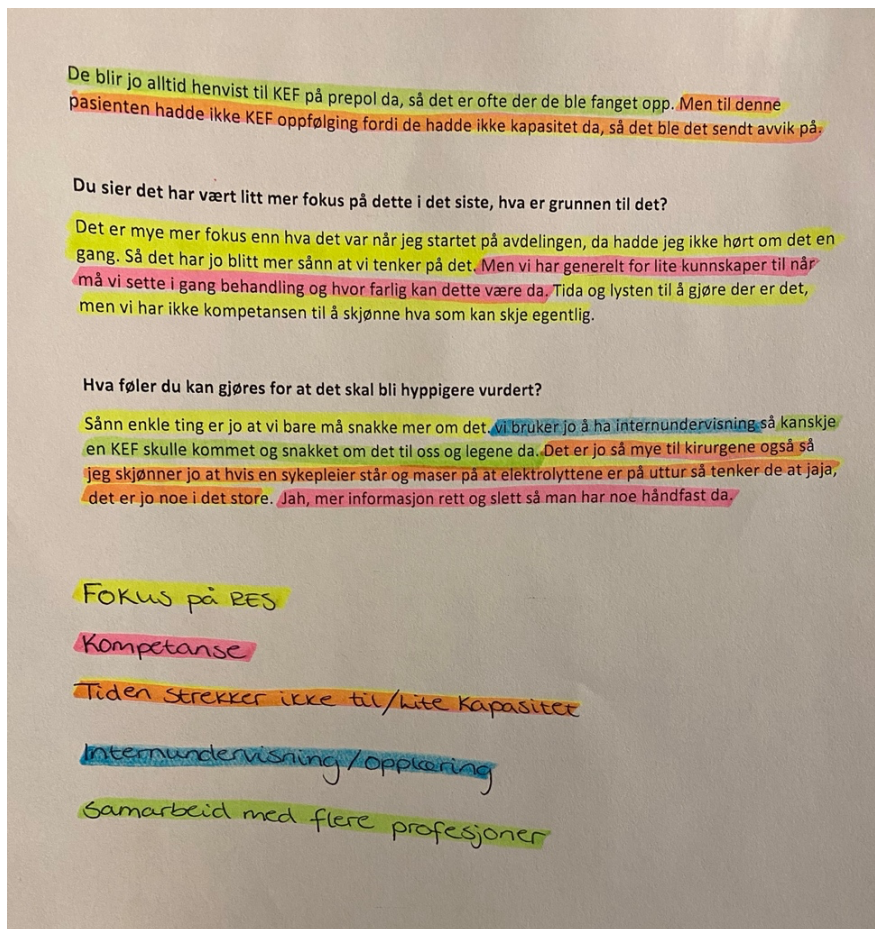 De blir jo alltid henvist til KEF på prepol da, så det er ofte der de ble fanget opp. Men til denne
pasienten hadde ikke KEF oppfølging fordi de hadde ikke kapasitet da, så det ble det sendt avvik på.
Du sier det har vært litt mer fokus på dette i det siste, hva er grunnen til det?
Det er mye mer fokus enn hva det var når jeg startet på avdelingen, da hadde jeg ikke hørt om det en
gang. Så det har jo blitt mer sånn at vi tenker på det. Men vi har generelt for lite kunnskaper til når
må vi sette i gang behandling og hvor farlig kan dette være da. Tida og lysten til å gjøre der er det,
men vi har ikke kompetansen til å skjønne hva som kan skje egentlig.
Hva føler du kan gjøres for at det skal bli hyppigere vurdert?
Sånn enkle ting er jo at vi bare må snakke mer om det. vi bruker jo å ha internundervisning så kanskje
en KEF skulle kommet og snakket om det til oss og legene da. Det er jo så mye til kirurgene også så
jeg skjønner jo at hvis en sykepleier står og maser på at elektrolyttene er på uttur så tenker de at jaja,
det er jo noe i det store. Jah, mer informasjon rett og slett så man har noe håndfast da.
Fokus på RES
Kompetanse
Tiden strekker ikke til/Lite Kapasitet
Internundervisning/opplæring
Samarbeid med flere profesjoner